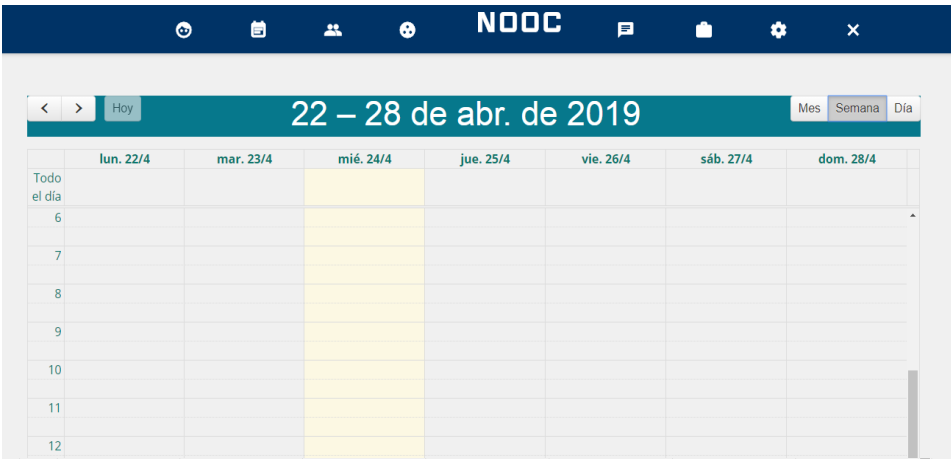 NOOC
Hoy
22 – 28 de abr. de 2019
Mes Semana Día
lun. 22/4 mar. 23/4 mié. 24/4 jue. 25/4 vie. 26/4 sáb. 27/4 dom. 28/4
Todo
el día
6
7
8
9
10
11
12